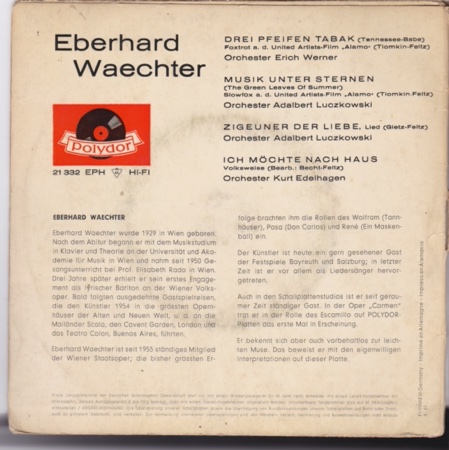 Eberhard
Waechter
DREI PFEIFEN TABAK (Tennessee-Babe)
Foxtrot a. d. United Artists-Film „Alamo“ (Tiomkin-Feltz)
Orchester Erich Werner
MUSIK UNTER STERNEN
(The Green Leaves Of Summer)
Slowfox a. d. United Artists-Film „Alamo“ (Tiomkin-Feltz)
Orchester Adalbert Luczkowski
ZIGEUNER DER LIEBE, Lied (Gietz-Feltz)
Orchester Adalbert Luczkowski
ICH MÖCHTE NACH HAUS
Volksweise (Bearb.: Becht-Feltz)
Orchester Kurt Edelhagen
Polydor
21 332 EPH HI-FI
EBERHARD WAECHTER
Eberhard Waechter wurde 1929 in Wien geboren.
Nach dem Abitur begann er mit dem Musikstudium
in Klavier und Theorie an der Universität und Aka-
demie für Musik in Wien und nahm seit 1950 Ge-
sangsunterricht bei Prof. Elisabeth Rado in Wien.
Drei Jahre später erhielt er sein erstes Engage-
ment als lyrischer Bariton an der Wiener Volks-
oper. Bald folgten ausgedehnte Gastspielreisen,
die den Künstler 1954 in die grössten Opern-
häuser der Alten und Neuen Welt, u. a. an die
Mailänder Scala, den Covent Garden, London und
das Teatro Colon, Buenos Aires, führten.
Eberhard Waechter ist seit 1955 ständiges Mitglied
der Wiener Staatsoper; die bisher grössten Er-
folge brachten ihm die Rollen des Wolfram (Tann-
häuser), Posa (Don Carlos) und René (Ein Masken-
ball) ein.
Der Künstler ist heute ein gern gesehener Gast
der Festspiele Bayreuth und Salzburg; in letzter
Zeit ist er vor allem als Liedersänger hervor-
getreten.
Auch in den Schallplattenstudios ist er seit gerau-
mer Zeit ständiger Gast. In der Oper „Carmen“
trat er in der Rolle des Escamillo auf POLYDOR-
Platten das erste Mal in Erscheinung.
Er bekennt sich aber auch vorbehaltlos zur leich-
ten Muse. Das beweist er mit den eigenwilligen
Interpretationen auf dieser Platte.